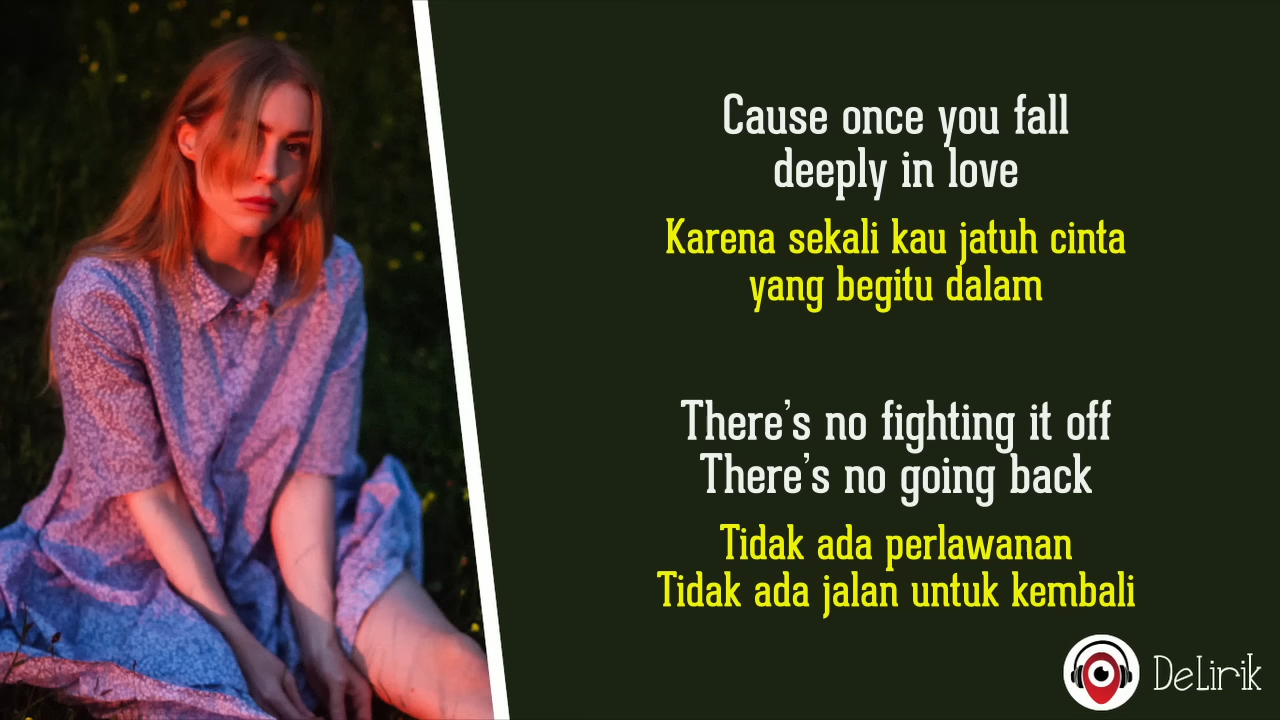 Cause once you fall
deeply in love
Karena sekali kau jatuh cinta
yang begitu dalam
There's no fighting it off
There's no going back
Tidak ada perlawanan
Tidak ada jalan untuk kembali
DeLirik